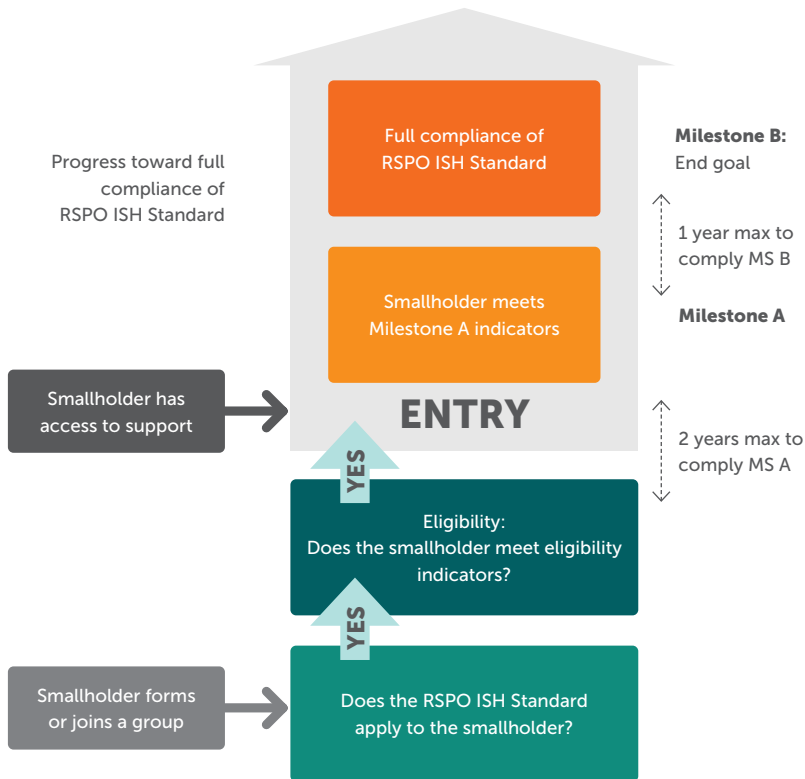 Full compliance of
RSPO ISH Standard
Milestone B:
End goal
Progress toward full
compliance of
RSPO ISH Standard
1 year max to
comply MS B
Smallholder meets
Milestone A indicators
Milestone A
Smallholder has
access to support
ENTRY
2 years max to
comply MS A
YES
Eligibility:
Does the smallholder meet eligibility
indicators?
YES
Smallholder forms
or joins a group
Does the RSPO ISH Standard
apply to the smallholder?